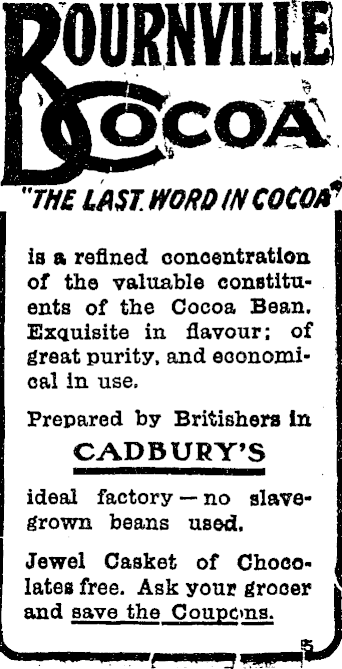 BOURNVILLE
COCOA
"THE LAST WORD IN COCOA"
is a refined concentration
of the valuable constitu-
ents of the Cocoa Bean.
Exquisite in flavour; of
great purity, and economi-
cal in use.
Prepared by Britishers in
CADBURY'S
ideal factory — no slave-
grown beans used.
Jewel Casket of Choco-
lates free. Ask your grocer
and save the Coupons.
5